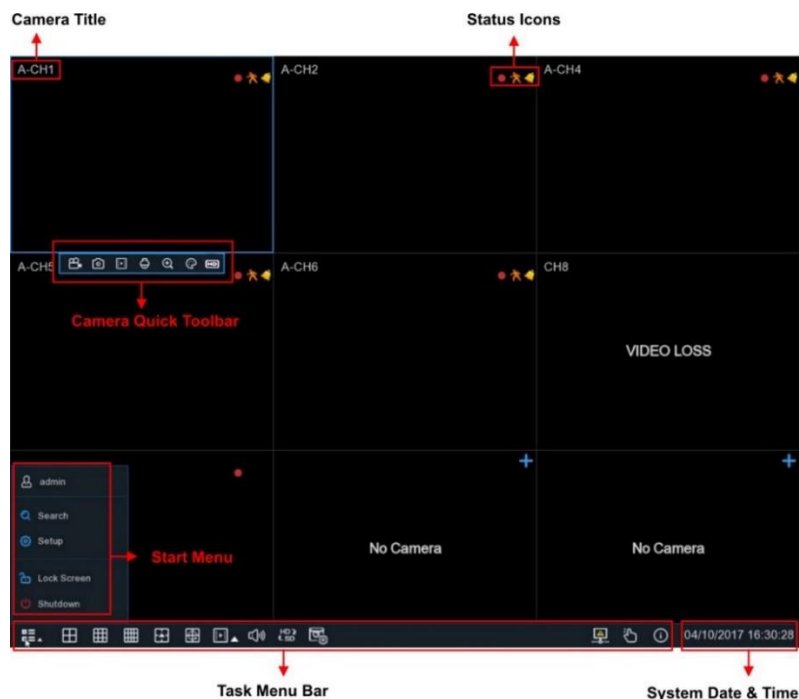 Camera Title
Status Icons
A-CH1
A-CH2
A-CH4
A-CH5
A-CH6
CH8
Camera Quick Toolbar
VIDEO LOSS
admin
Search
Setup
Start Menu
Lock Screen
Shutdown
No Camera
No Camera
04/10/2017 16:30:28
Task Menu Bar
System Date & Time